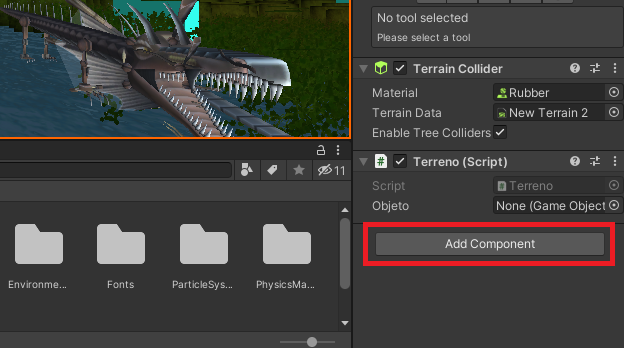 No tool selected
Please select a tool
Terrain Collider
Material
Rubber
Terrain Data
New Terrain 2
Enable Tree Colliders
Terreno (Script)
Script
Terreno
Objeto
None (Game Object
Add Component
11
Environme...
Fonts
ParticleSys...
PhysicsMa...